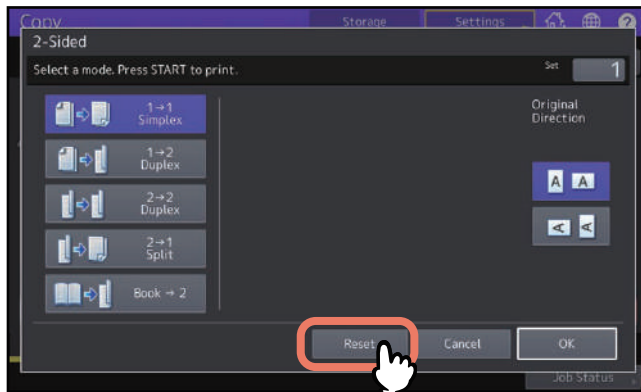 Copy
Storage
Settings
2-Sided
Select a mode. Press START to print.
Set
1
1→1
Simplex
1→2
Duplex
2→2
Duplex
2→1
Split
Book → 2
Original
Direction
A A
A A
Reset
Cancel
OK
Job Status